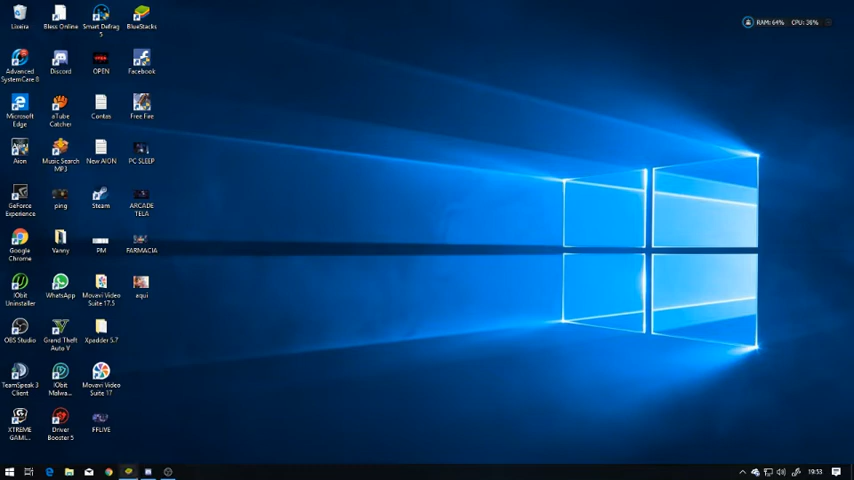 Lixeira
Bless Online
Smart Defrag
5
BlueStacks
RAM: 64%
CPU: 36%
Advanced
SystemCare 8
Discord
OPEN
Facebook
Microsoft
Edge
aTube
Catcher
Contas
Free Fire
Aion
Music Search
MP3
New AION
PC SLEEP
GeForce
Experience
ping
Steam
ARCADE
TELA
Google
Chrome
Vanny
PM
FARMACIA
IObit
Uninstaller
WhatsApp
Movavi Video
Suite 17.5
aqui
OBS Studio
Grand Theft
Auto V
Xpadder 5.7
TeamSpeak 3
Client
IObit
Malwa...
Movavi Video
Suite 17
XTREME
GAMI...
Driver
Booster 5
FFLIVE
19:53